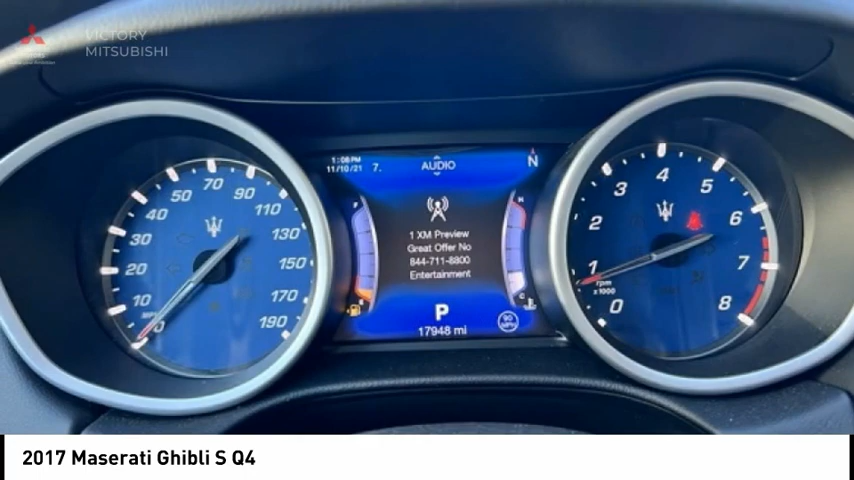 VICTORY
MITSUBISHI
1:06PM
11/10/21 7. AUDIO N
1 XM Preview
Great Offer No
844-711-8800
Entertainment
F H
E C
P
17948 mi
90
MPH
0 10 20 30 40 50 70 90 110 130 150 170 190
MPH
0 1 2 3 4 5 6 7 8
rpm
x1000
2017 Maserati Ghibli S Q4